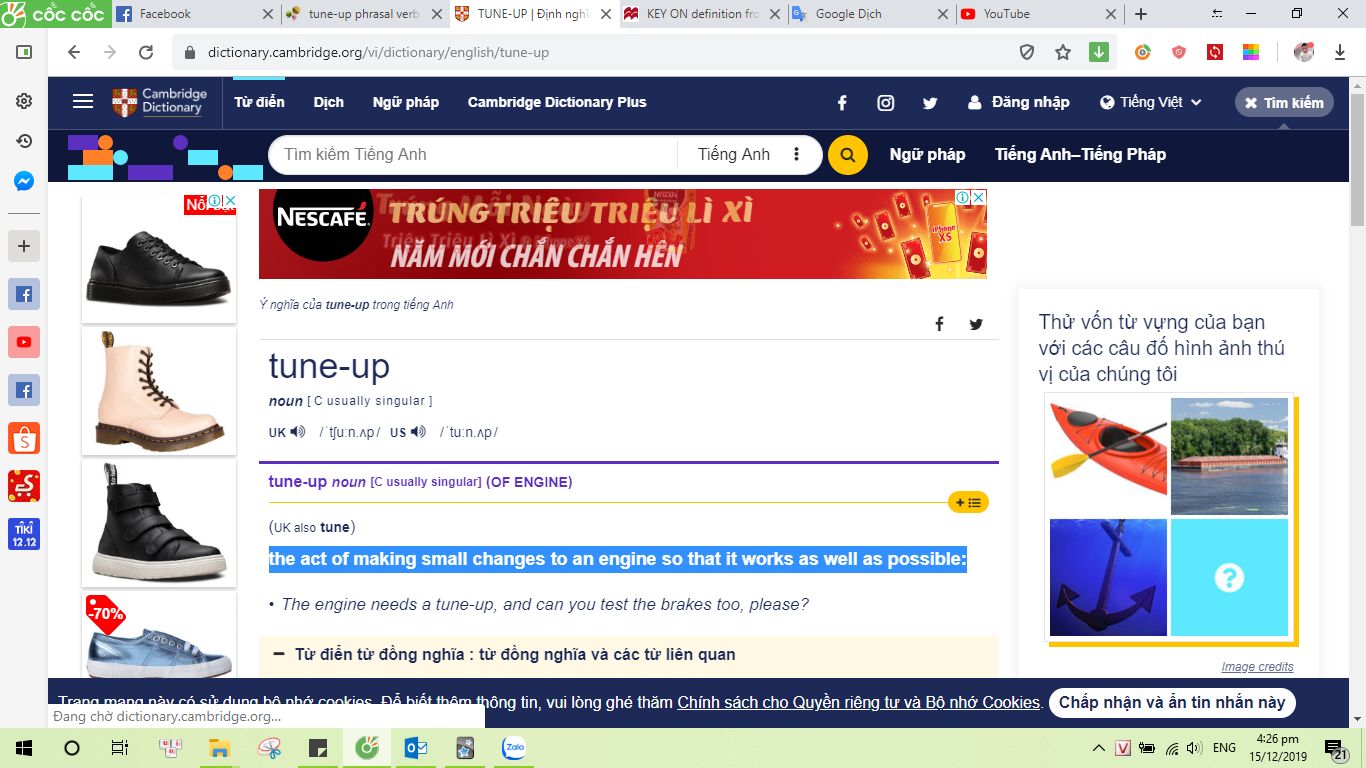 cốc cốc
Facebook
tune-up phrasal verb
TUNE-UP | Định nghĩ
KEY ON definition fro
Google Dịch
YouTube
dictionary.cambridge.org/vi/dictionary/english/tune-up
Cambridge Dictionary
Từ điển
Dịch
Ngữ pháp
Cambridge Dictionary Plus
Đăng nhập
Tiếng Việt
Tìm kiếm
Tìm kiếm Tiếng Anh
Tiếng Anh
Ngữ pháp
Tiếng Anh–Tiếng Pháp
NESCAFÉ.
TRÚNG TRIỆU TRIỆU LÌ XÌ
NĂM MỚI CHẮN CHẮN HÊN
iPhone XS
Ý nghĩa của tune-up trong tiếng Anh
tune-up
noun [ C usually singular ]
UK /ˈtʃuːn.ʌp/ US /ˈtuːn.ʌp/
tune-up noun [C usually singular] (OF ENGINE)
(UK also tune)
the act of making small changes to an engine so that it works as well as possible:
• The engine needs a tune-up, and can you test the brakes too, please?
– Từ điển từ đồng nghĩa : từ đồng nghĩa và các từ liên quan
Thử vốn từ vựng của bạn
với các câu đố hình ảnh thú
vị của chúng tôi
?
Image credits
-70%
TIKI
12.12
Trang mạng này có sử dụng bộ nhớ cookies. Để biết thêm thông tin, vui lòng ghé thăm Chính sách cho Quyền riêng tư và Bộ nhớ Cookies.
Chấp nhận và ẩn tin nhắn này
Đang chờ dictionary.cambridge.org...
Zalo
V
ENG
4:26 pm
15/12/2019
21